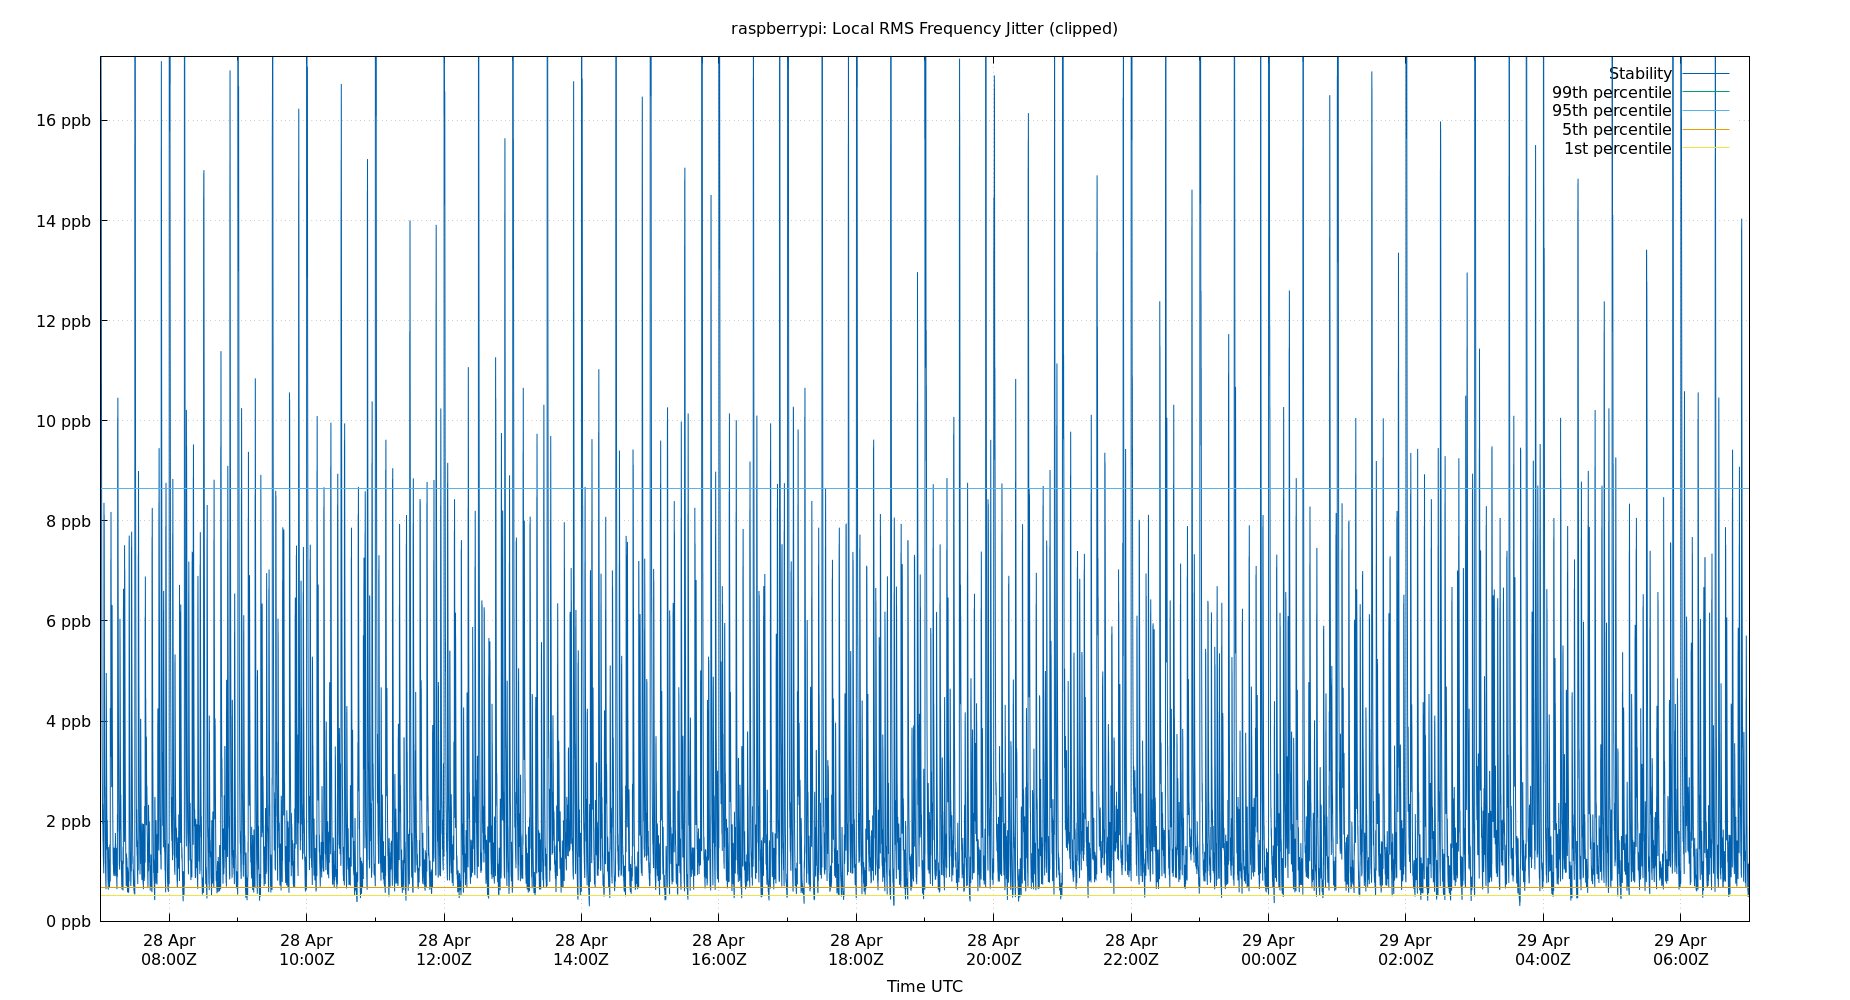 raspberrypi: Local RMS Frequency Jitter (clipped)
Stability
99th percentile
95th percentile
5th percentile
1st percentile
16 ppb
14 ppb
12 ppb
10 ppb
8 ppb
6 ppb
4 ppb
2 ppb
0 ppb
28 Apr 28 Apr 28 Apr 28 Apr 28 Apr 28 Apr 28 Apr 28 Apr 29 Apr 29 Apr 29 Apr 29 Apr
08:00Z 10:00Z 12:00Z 14:00Z 16:00Z 18:00Z 20:00Z 22:00Z 00:00Z 02:00Z 04:00Z 06:00Z
Time UTC